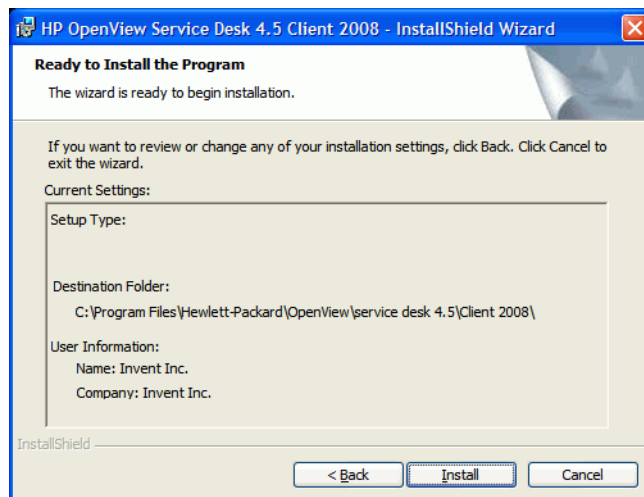 HP OpenView Service Desk 4.5 Client 2008 - InstallShield Wizard
Ready to Install the Program
The wizard is ready to begin installation.
If you want to review or change any of your installation settings, click Back. Click Cancel to
exit the wizard.
Current Settings:
Setup Type:
Destination Folder:
C:\Program Files\Hewlett-Packard\OpenView\service desk 4.5\Client 2008\
User Information:
Name: Invent Inc.
Company: Invent Inc.
InstallShield
< Back
Install
Cancel